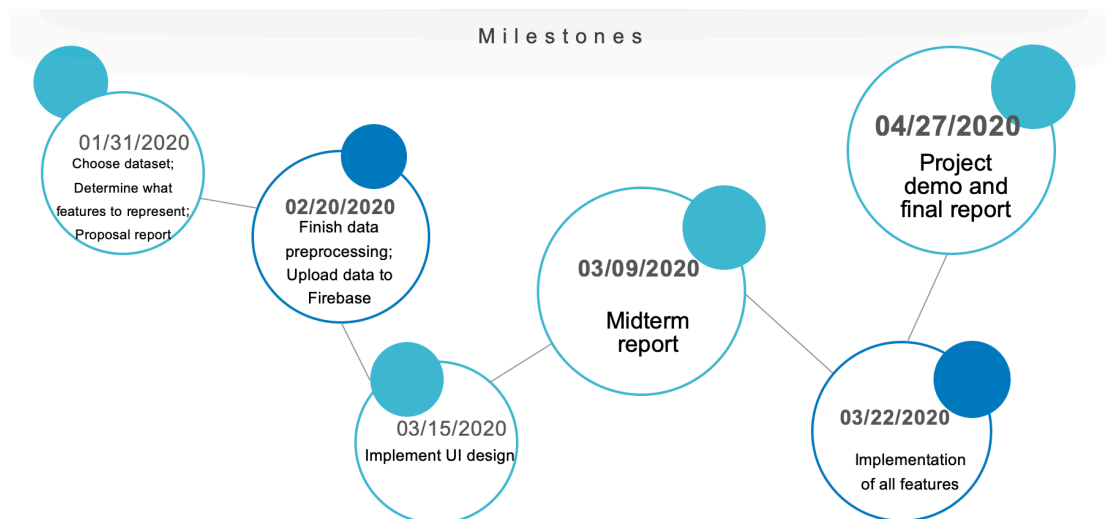 Milestones
01/31/2020
Choose dataset;
Determine what
features to represent;
Proposal report
02/20/2020
Finish data
preprocessing;
Upload data to
Firebase
03/15/2020
Implement UI design
03/09/2020
Midterm
report
03/22/2020
Implementation
of all features
04/27/2020
Project
demo and
final report